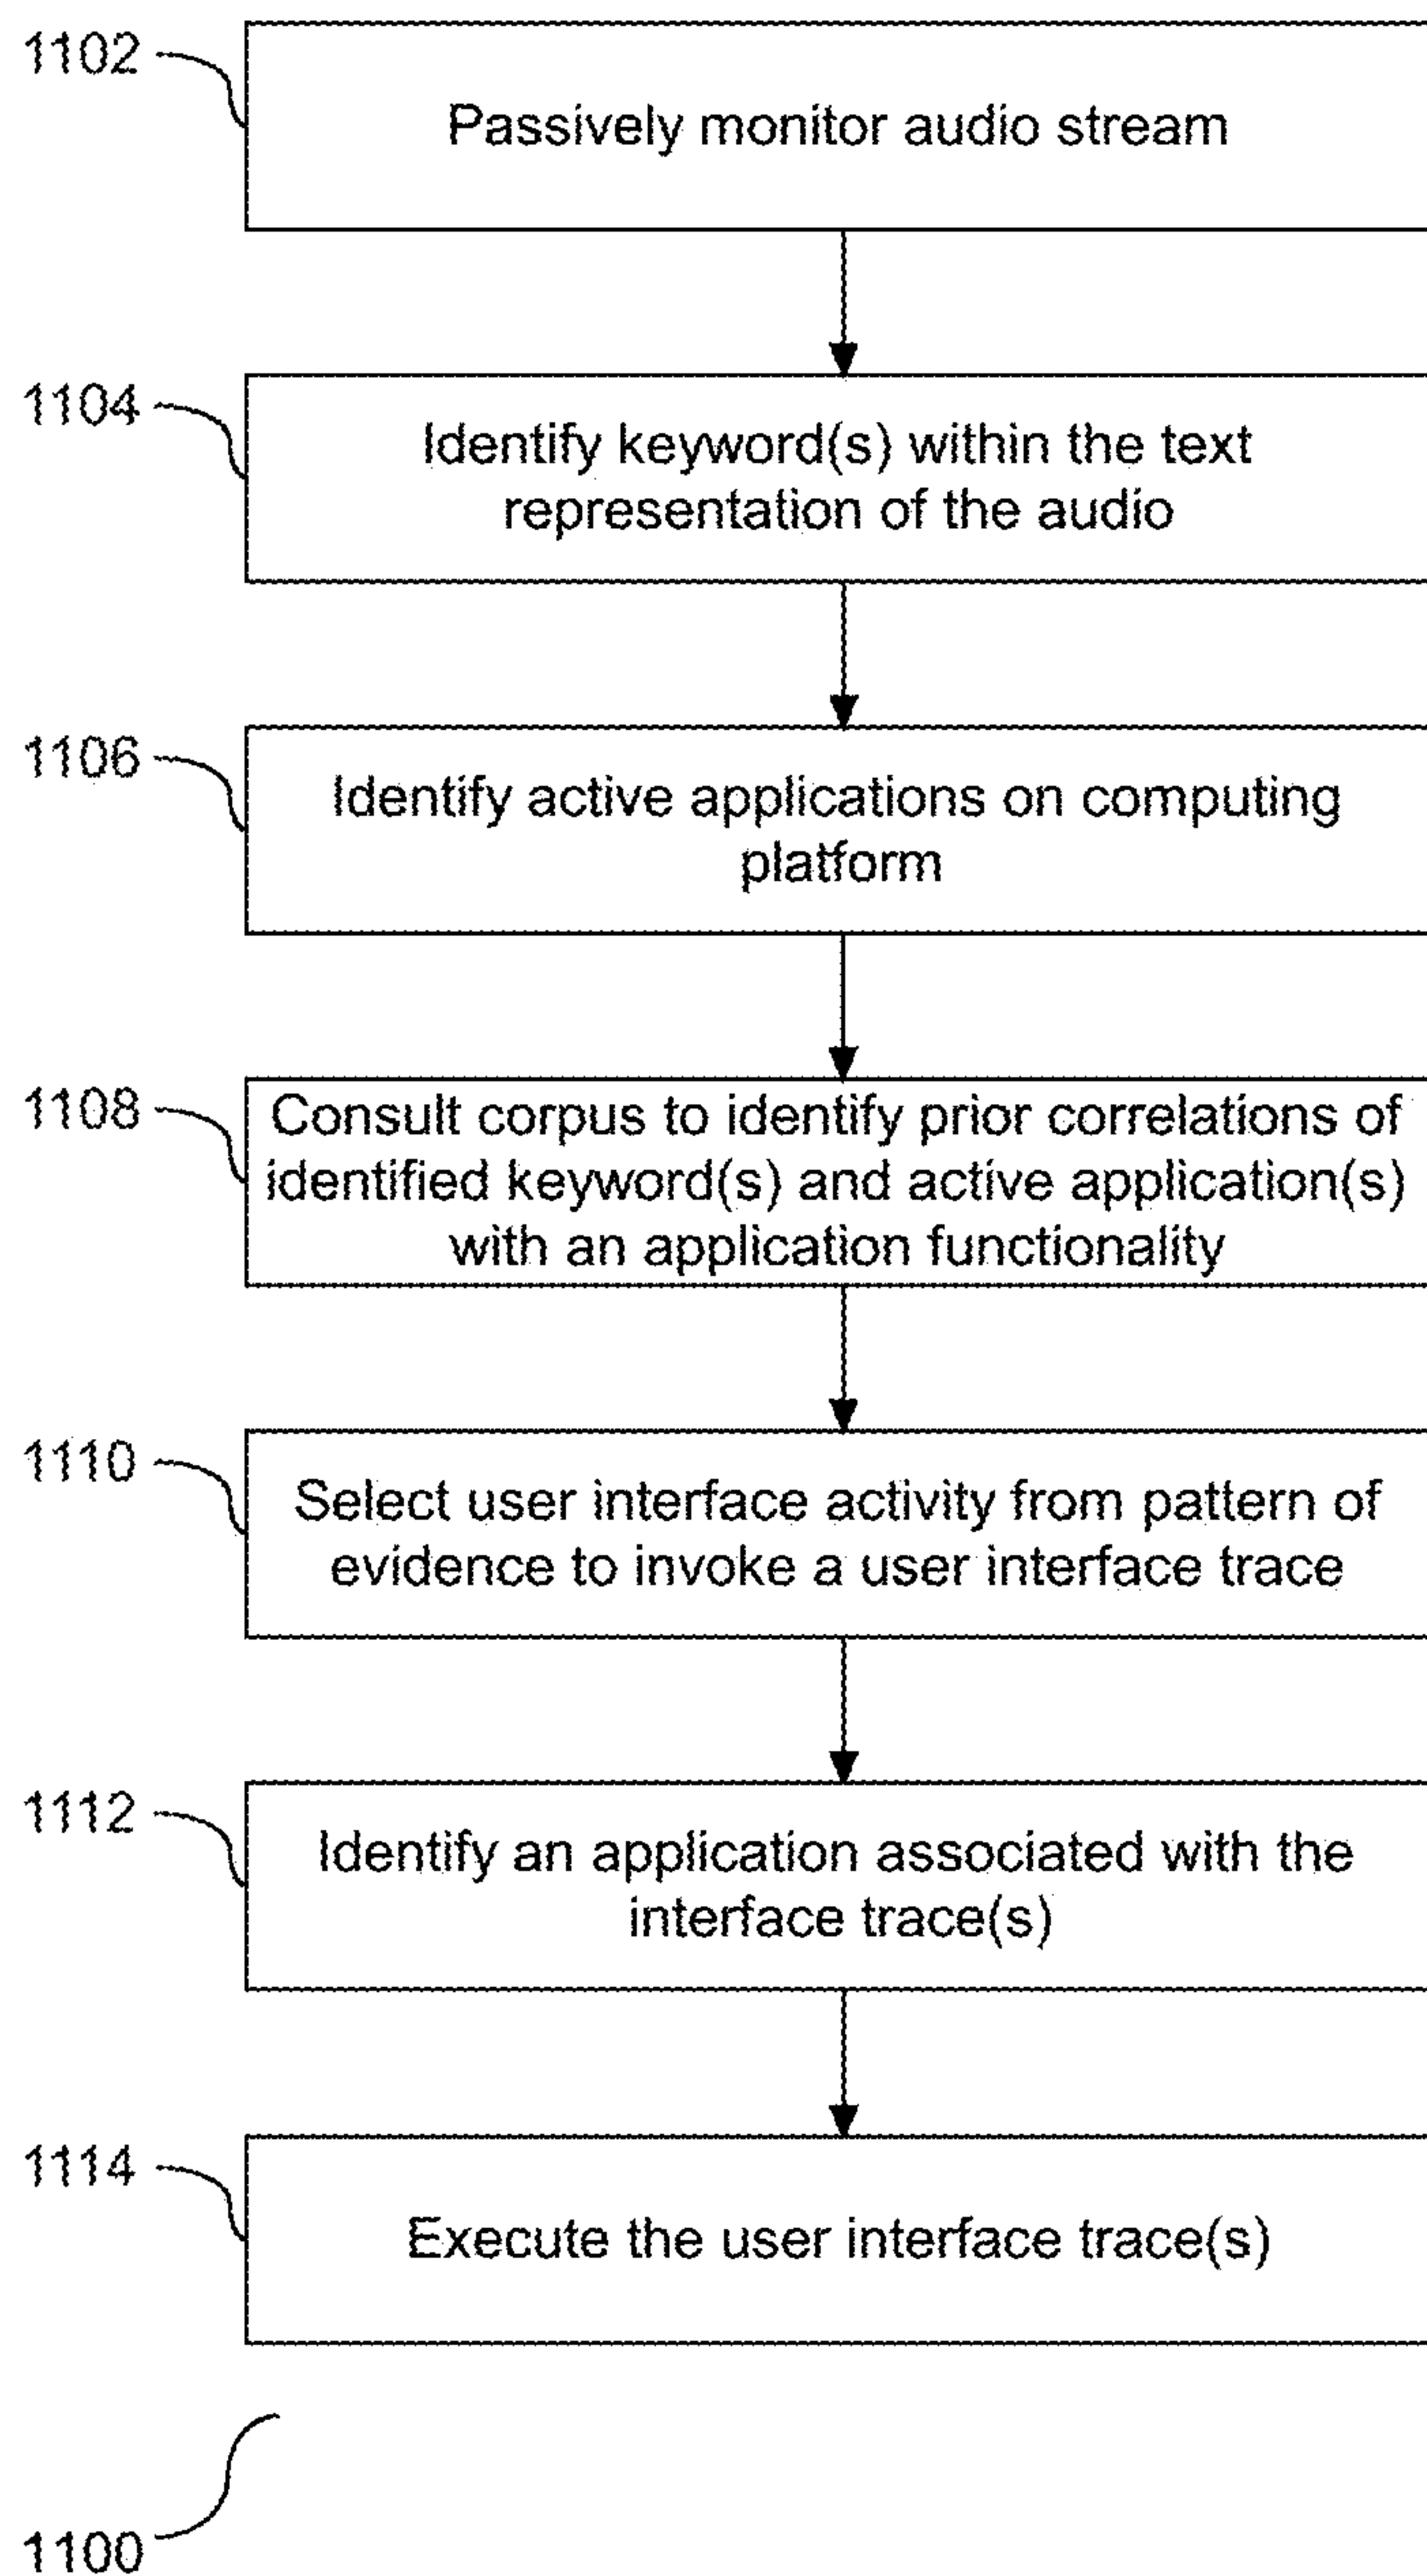 1102
Passively monitor audio stream
1104
Identify keyword(s) within the text
representation of the audio
1106
Identify active applications on computing
platform
1108
Consult corpus to identify prior correlations of
identified keyword(s) and active application(s)
with an application functionality
1110
Select user interface activity from pattern of
evidence to invoke a user interface trace
1112
Identify an application associated with the
interface trace(s)
1114
Execute the user interface trace(s)
1100